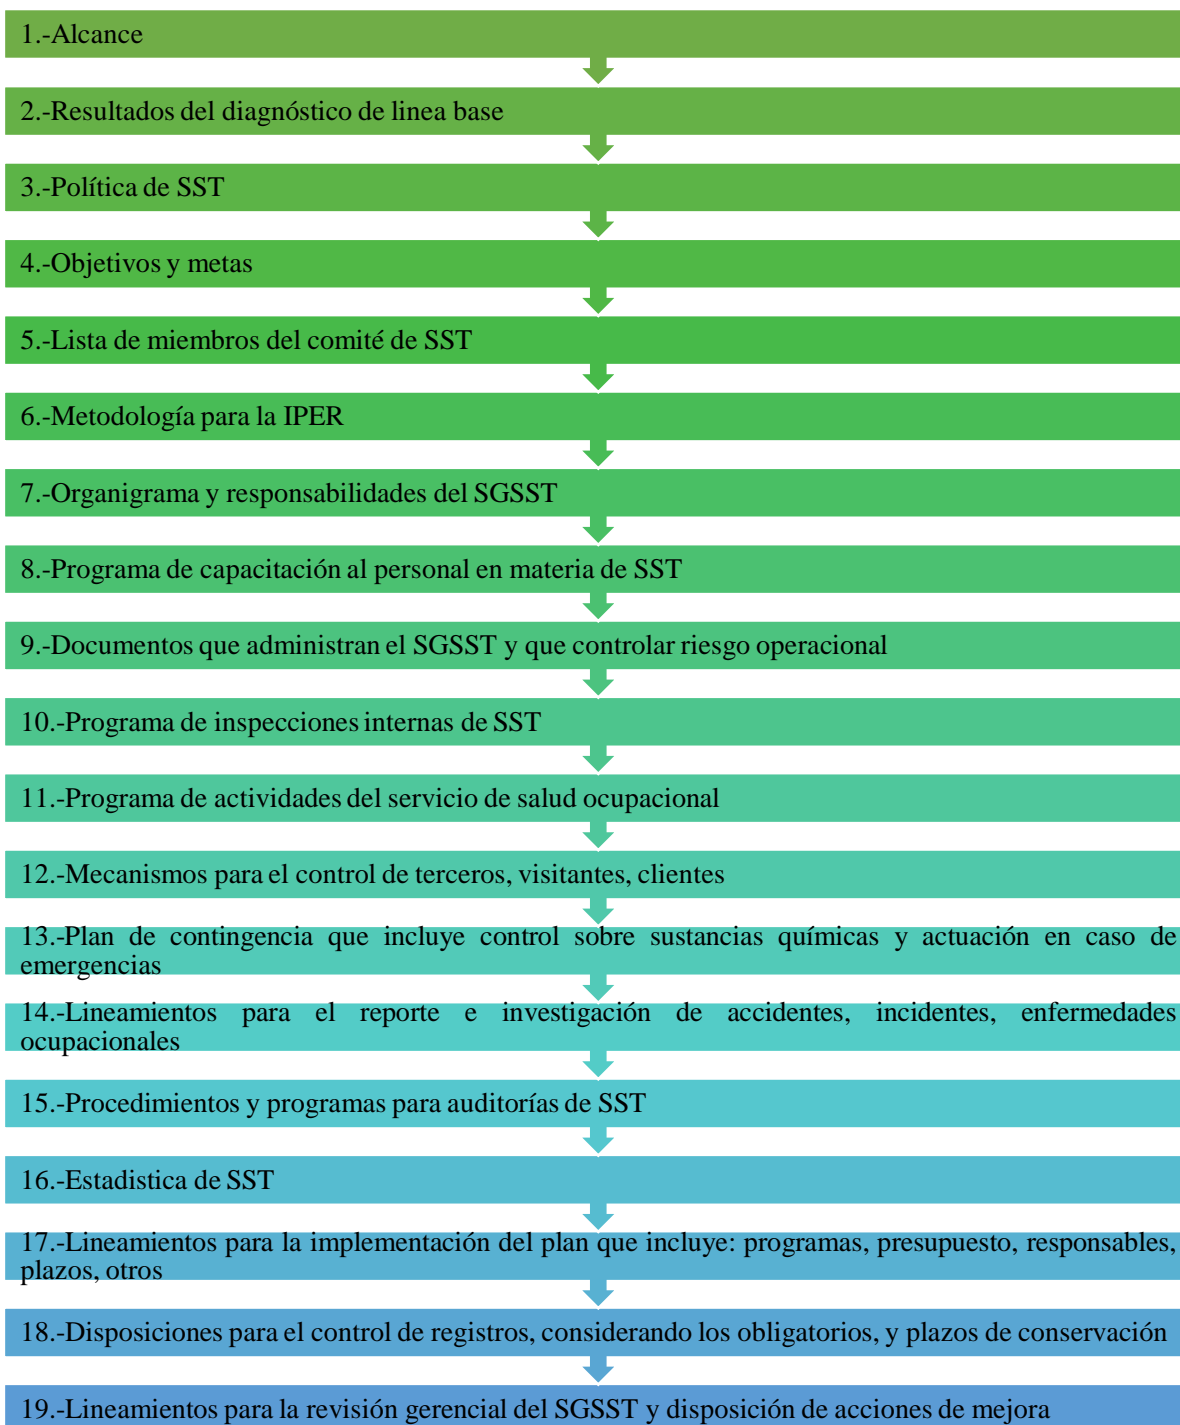 1.-Alcance
2.-Resultados del diagnóstico de linea base
3.-Política de SST
4.-Objetivos y metas
5.-Lista de miembros del comité de SST
6.-Metodología para la IPER
7.-Organigrama y responsabilidades del SGSST
8.-Programa de capacitación al personal en materia de SST
9.-Documentos que administran el SGSST y que controlar riesgo operacional
10.-Programa de inspecciones internas de SST
11.-Programa de actividades del servicio de salud ocupacional
12.-Mecanismos para el control de terceros, visitantes, clientes
13.-Plan de contingencia que incluye control sobre sustancias químicas y actuación en caso de
emergencias
14.-Lineamientos para el reporte e investigación de accidentes, incidentes, enfermedades
ocupacionales
15.-Procedimientos y programas para auditorías de SST
16.-Estadistica de SST
17.-Lineamientos para la implementación del plan que incluye: programas, presupuesto, responsables,
plazos, otros
18.-Disposiciones para el control de registros, considerando los obligatorios, y plazos de conservación
19.-Lineamientos para la revisión gerencial del SGSST y disposición de acciones de mejora